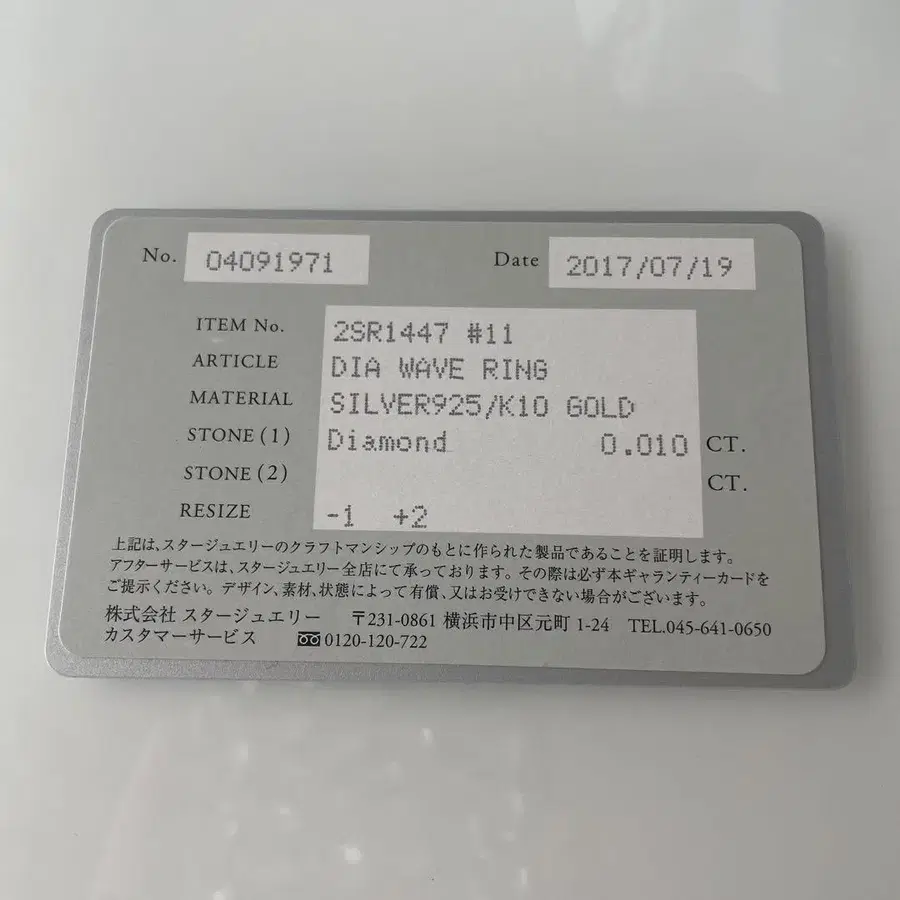 No. 04091971 Date 2017/07/19
ITEM No. 2SR1447 #11
ARTICLE DIA WAVE RING
MATERIAL SILVER925/K10 GOLD
STONE (1) Diamond 0.010 CT.
STONE (2) CT.
RESIZE -1 +2
上記は、スタージュエリーのクラフトマンシップのもとに作られた製品であることを証明します。
アフターサービスは、スタージュエリー全店にて承っております。その際は必ず本ギャランティーカードを
ご提示ください。デザイン、素材、状態によって有償、又はお受けできない場合がございます。
株式会社 スタージュエリー 〒231-0861 横浜市中区元町 1-24 TEL.045-641-0650
カスタマーサービス 0120-120-722